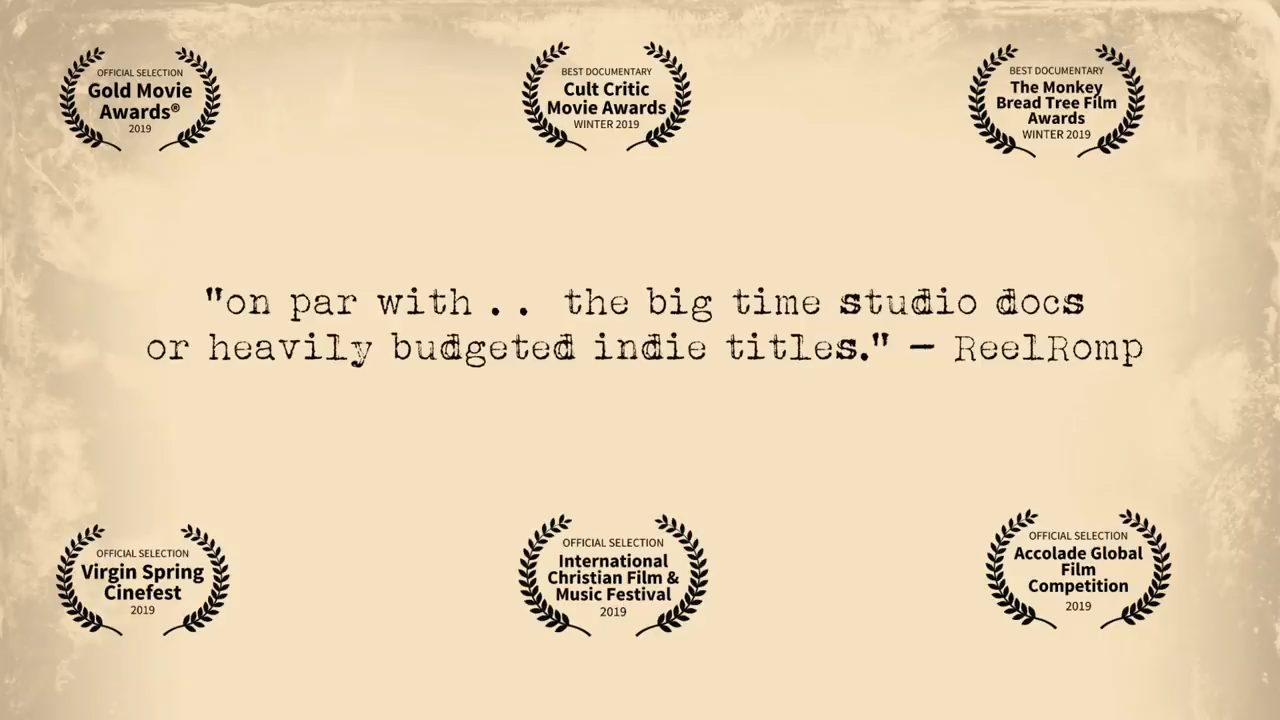 OFFICIAL SELECTION
Gold Movie
Awards®
2019
BEST DOCUMENTARY
Cult Critic
Movie Awards
WINTER 2019
BEST DOCUMENTARY
The Monkey
Bread Tree Film
Awards
WINTER 2019
"on par with .. the big time studio docs
or heavily budgeted indie titles." — ReelRomp
OFFICIAL SELECTION
Virgin Spring
Cinefest
2019
OFFICIAL SELECTION
International
Christian Film &
Music Festival
2019
OFFICIAL SELECTION
Accolade Global
Film
Competition
2019